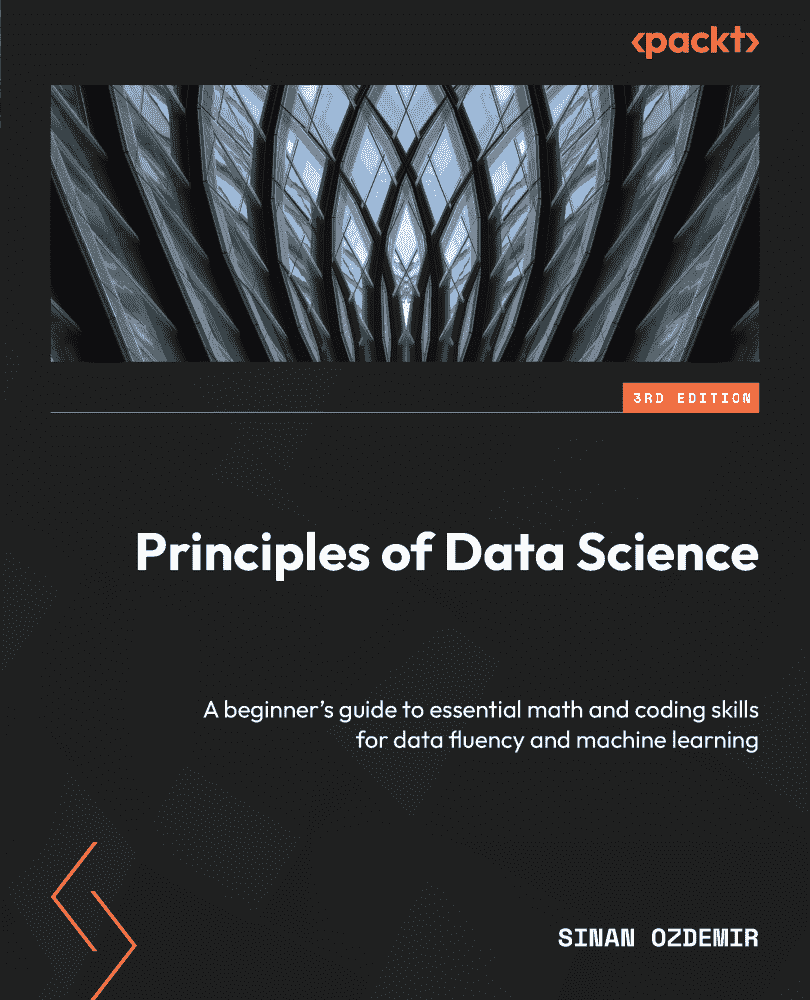 <packt>
3RD EDITION
Principles of Data Science
A beginner's guide to essential math and coding skills
for data fluency and machine learning
SINAN OZDEMIR